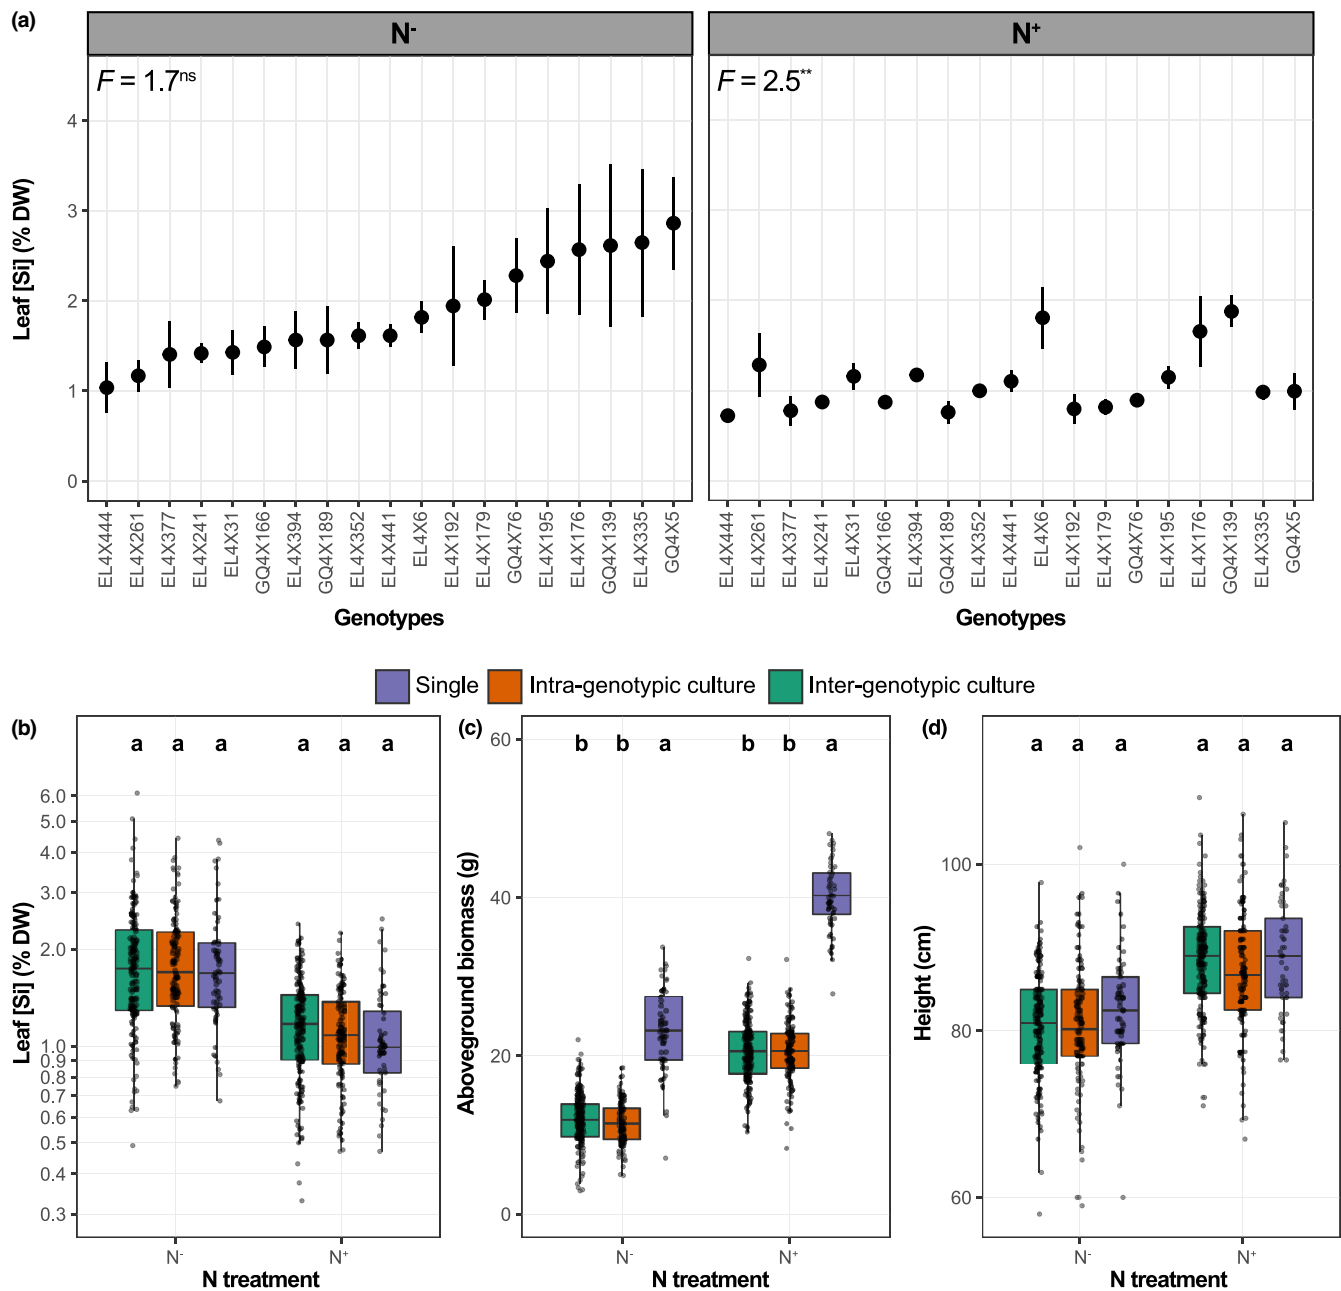 (a)
N-
N+
F = 1.7ns
F = 2.5**
Leaf [Si] (% DW)
4
3
2
1
0
EL4X444
EL4X261
EL4X377
EL4X241
EL4X31
GQ4X166
EL4X394
GQ4X189
EL4X352
EL4X441
EL4X6
EL4X192
EL4X179
GQ4X76
EL4X195
EL4X176
GQ4X139
EL4X335
GQ4X5
EL4X444
EL4X261
EL4X377
EL4X241
EL4X31
GQ4X166
EL4X394
GQ4X189
EL4X352
EL4X441
EL4X6
EL4X192
EL4X179
GQ4X76
EL4X195
EL4X176
GQ4X139
EL4X335
GQ4X5
Genotypes
Genotypes
Single Intra-genotypic culture Inter-genotypic culture
(b)
a a a a a a
Leaf [Si] (% DW)
6.0
5.0
4.0
3.0
2.0
1.0
0.9
0.8
0.7
0.6
0.5
0.4
0.3
N- N+
N treatment
(c)
b b a b b a
Aboveground biomass (g)
60
40
20
0
N- N+
N treatment
(d)
a a a a a a
Height (cm)
100
80
60
N- N+
N treatment